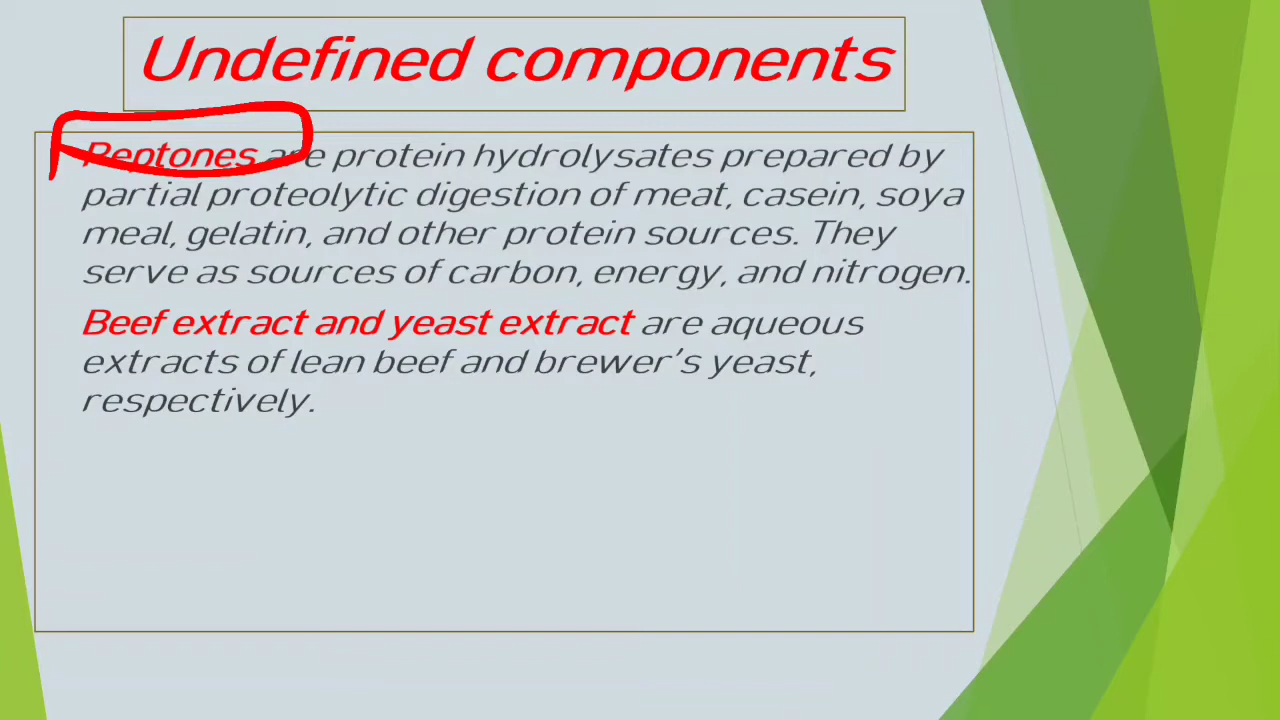 Undefined components
Peptones are protein hydrolysates prepared by
partial proteolytic digestion of meat, casein, soya
meal, gelatin, and other protein sources. They
serve as sources of carbon, energy, and nitrogen.
Beef extract and yeast extract are aqueous
extracts of lean beef and brewer’s yeast,
respectively.